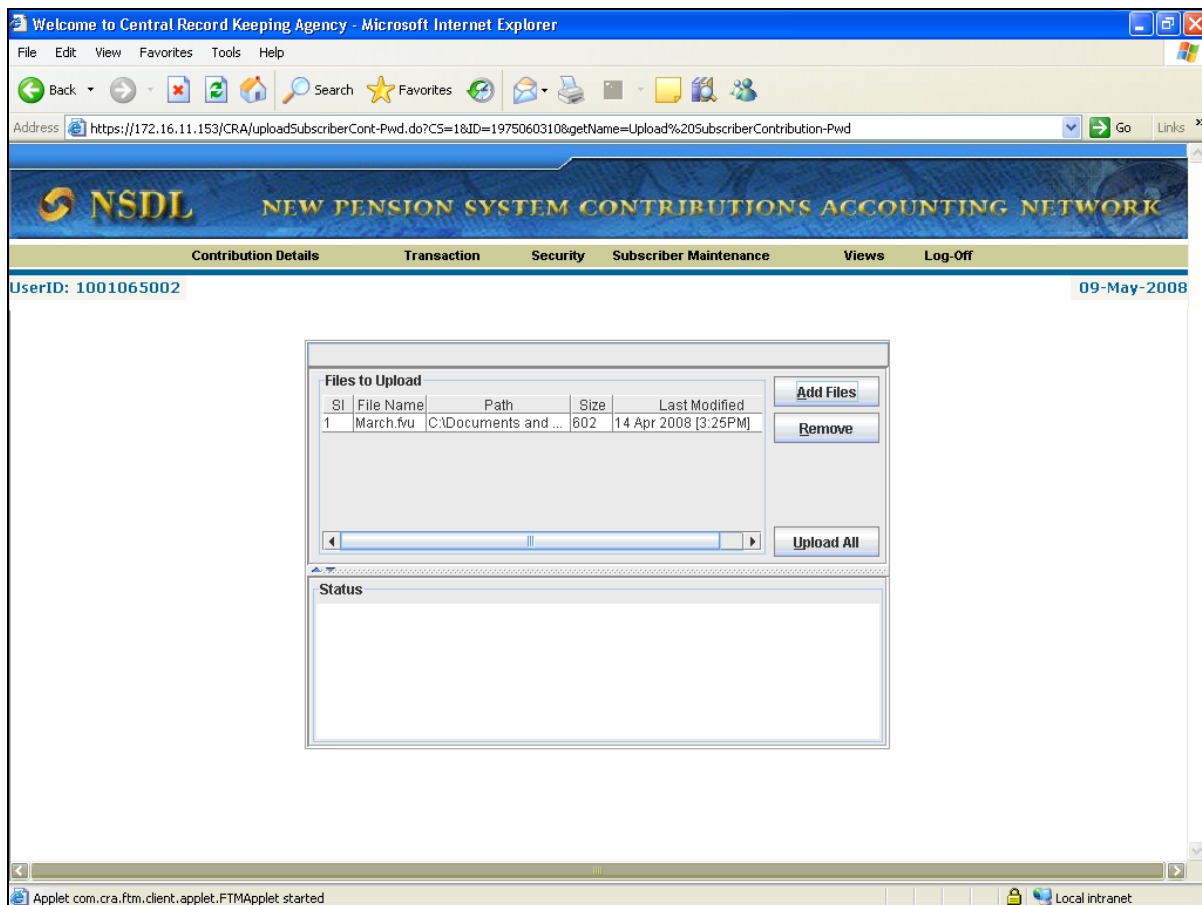 Welcome to Central Record Keeping Agency - Microsoft Internet Explorer
File Edit View Favorites Tools Help
Back Search Favorites
Address https://172.16.11.153/CRA/uploadSubscriberCont-Pwd.do?CS=1&ID=1975060310&getName=Upload%20SubscriberContribution-Pwd Go Links »
NSDL NEW PENSION SYSTEM CONTRIBUTIONS ACCOUNTING NETWORK
Contribution Details Transaction Security Subscriber Maintenance Views Log-Off
UserID: 1001065002 09-May-2008
Files to Upload
Add Files
Sl File Name Path Size Last Modified
1 March.fvu C:\Documents and ... 602 14 Apr 2008 [3:25PM]
Remove
Upload All
Status
Applet com.cra.ftm.client.applet.FTMApplet started Local intranet